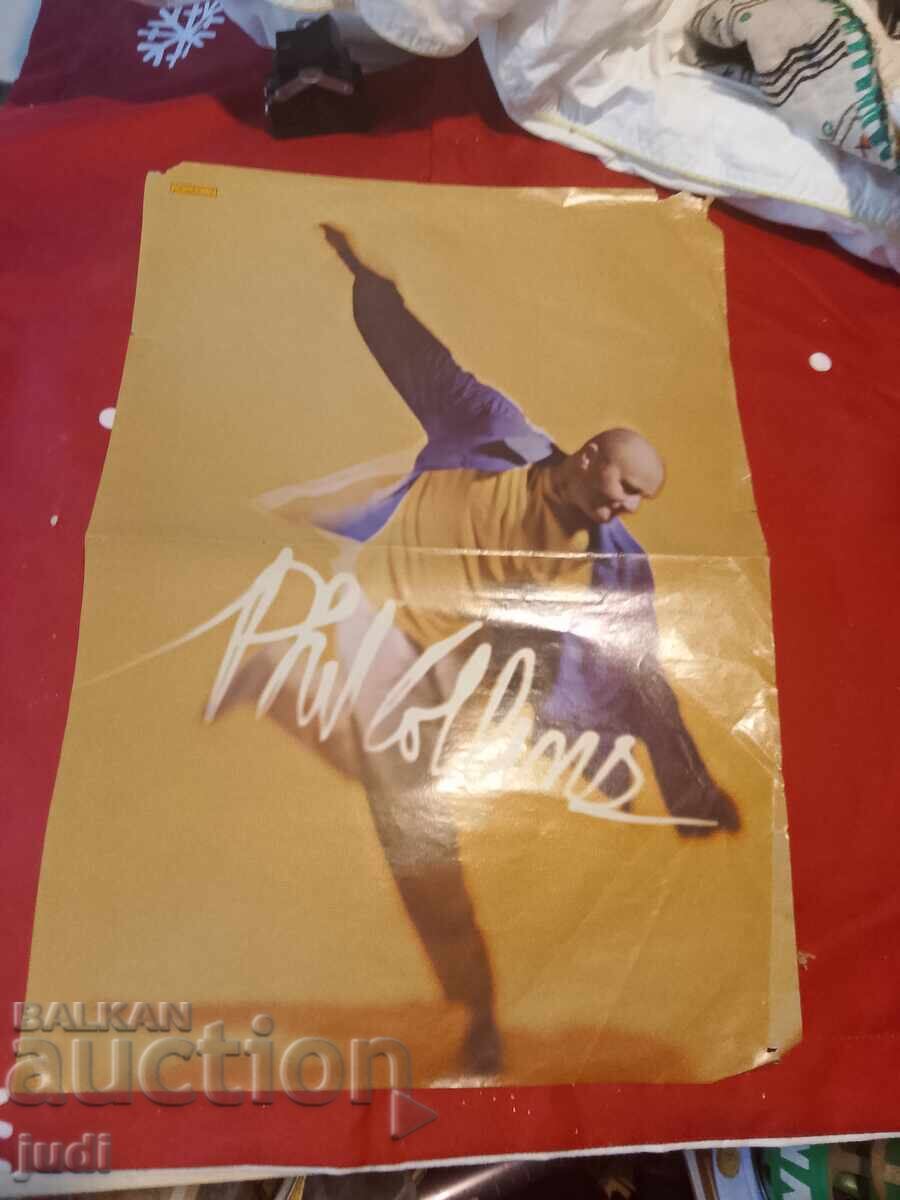 Phil Collins
BALKAN
auction
judi